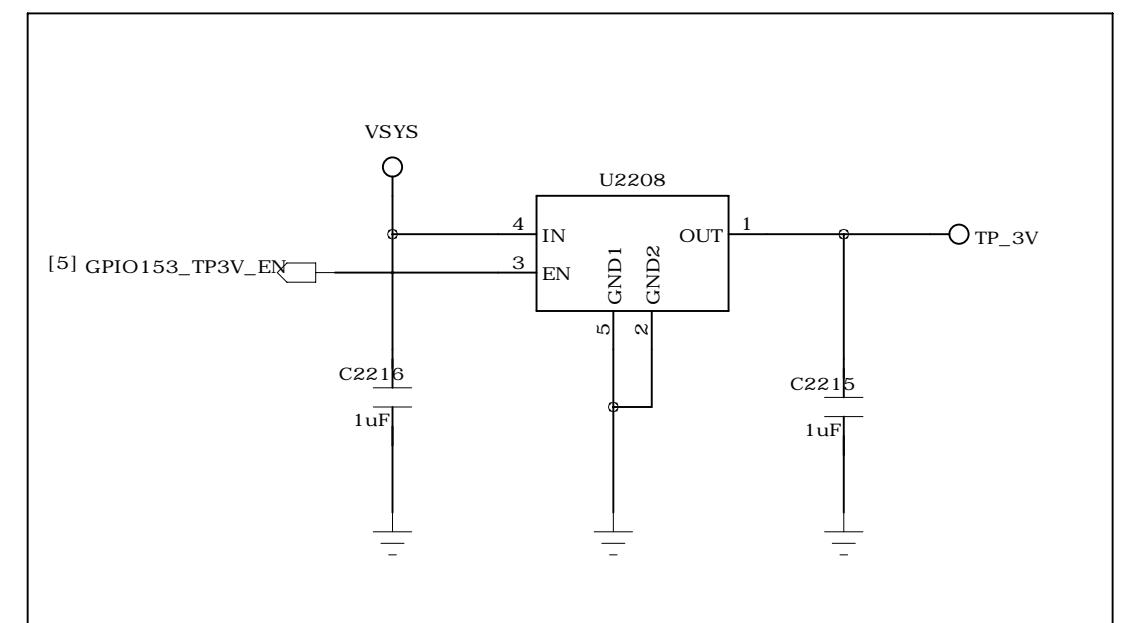 VSYS
U2208
4
IN
OUT
1
TP_3V
[5] GPIO153_TP3V_EN
3
EN
GND1
GND2
5
2
C2216
1uF
C2215
1uF